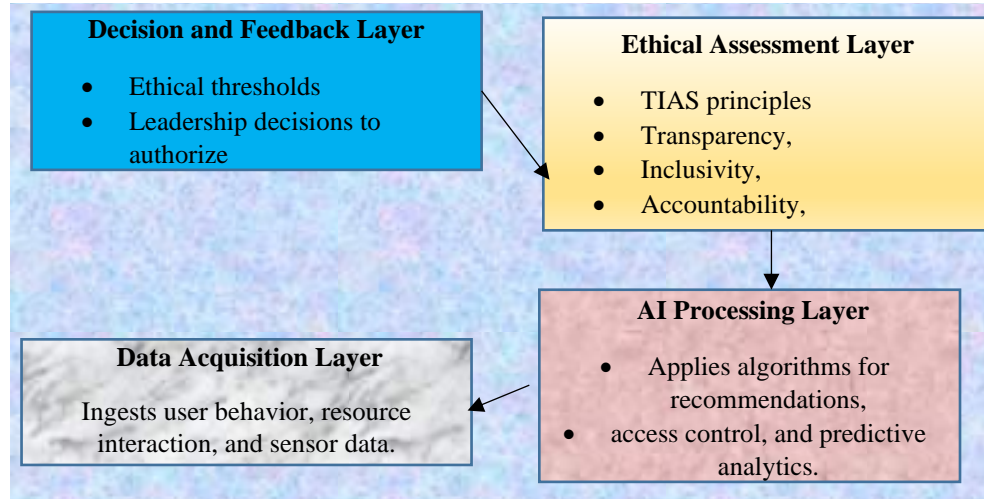 Decision and Feedback Layer
• Ethical thresholds
• Leadership decisions to
authorize
Ethical Assessment Layer
• TIAS principles
• Transparency,
• Inclusivity,
• Accountability,
AI Processing Layer
• Applies algorithms for
recommendations,
• access control, and predictive
analytics.
Data Acquisition Layer
Ingests user behavior, resource
interaction, and sensor data.